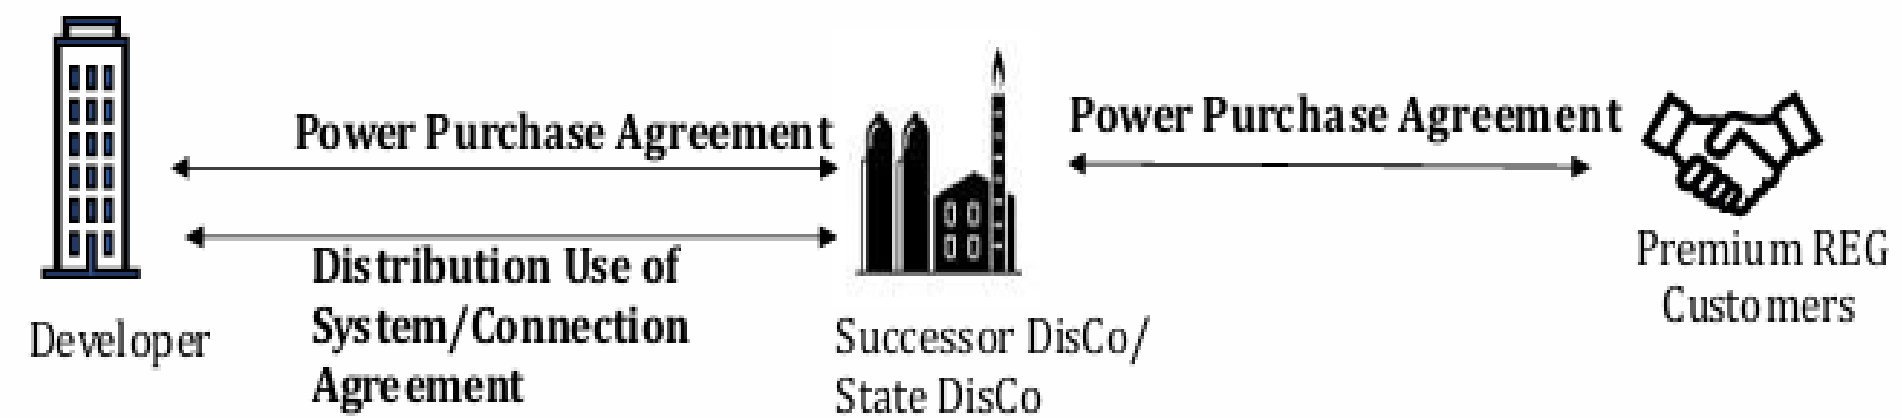 Power Purchase Agreement
Distribution Use of
System/Connection
Agreement
Developer
Successor DisCo/
State DisCo
Power Purchase Agreement
Premium REG
Customers